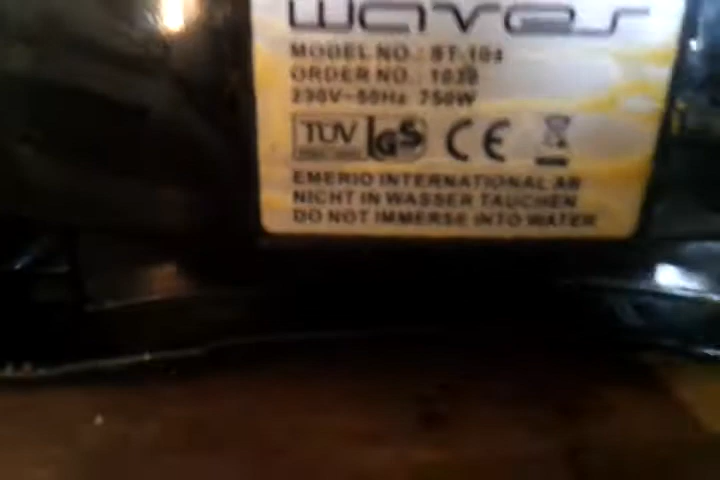 waves
MODEL NO.: ST-104
ORDER NO.: 1030
230V~50Hz 750W
TÜV GS CE
EMERIO INTERNATIONAL AB
NICHT IN WASSER TAUCHEN
DO NOT IMMERSE INTO WATER